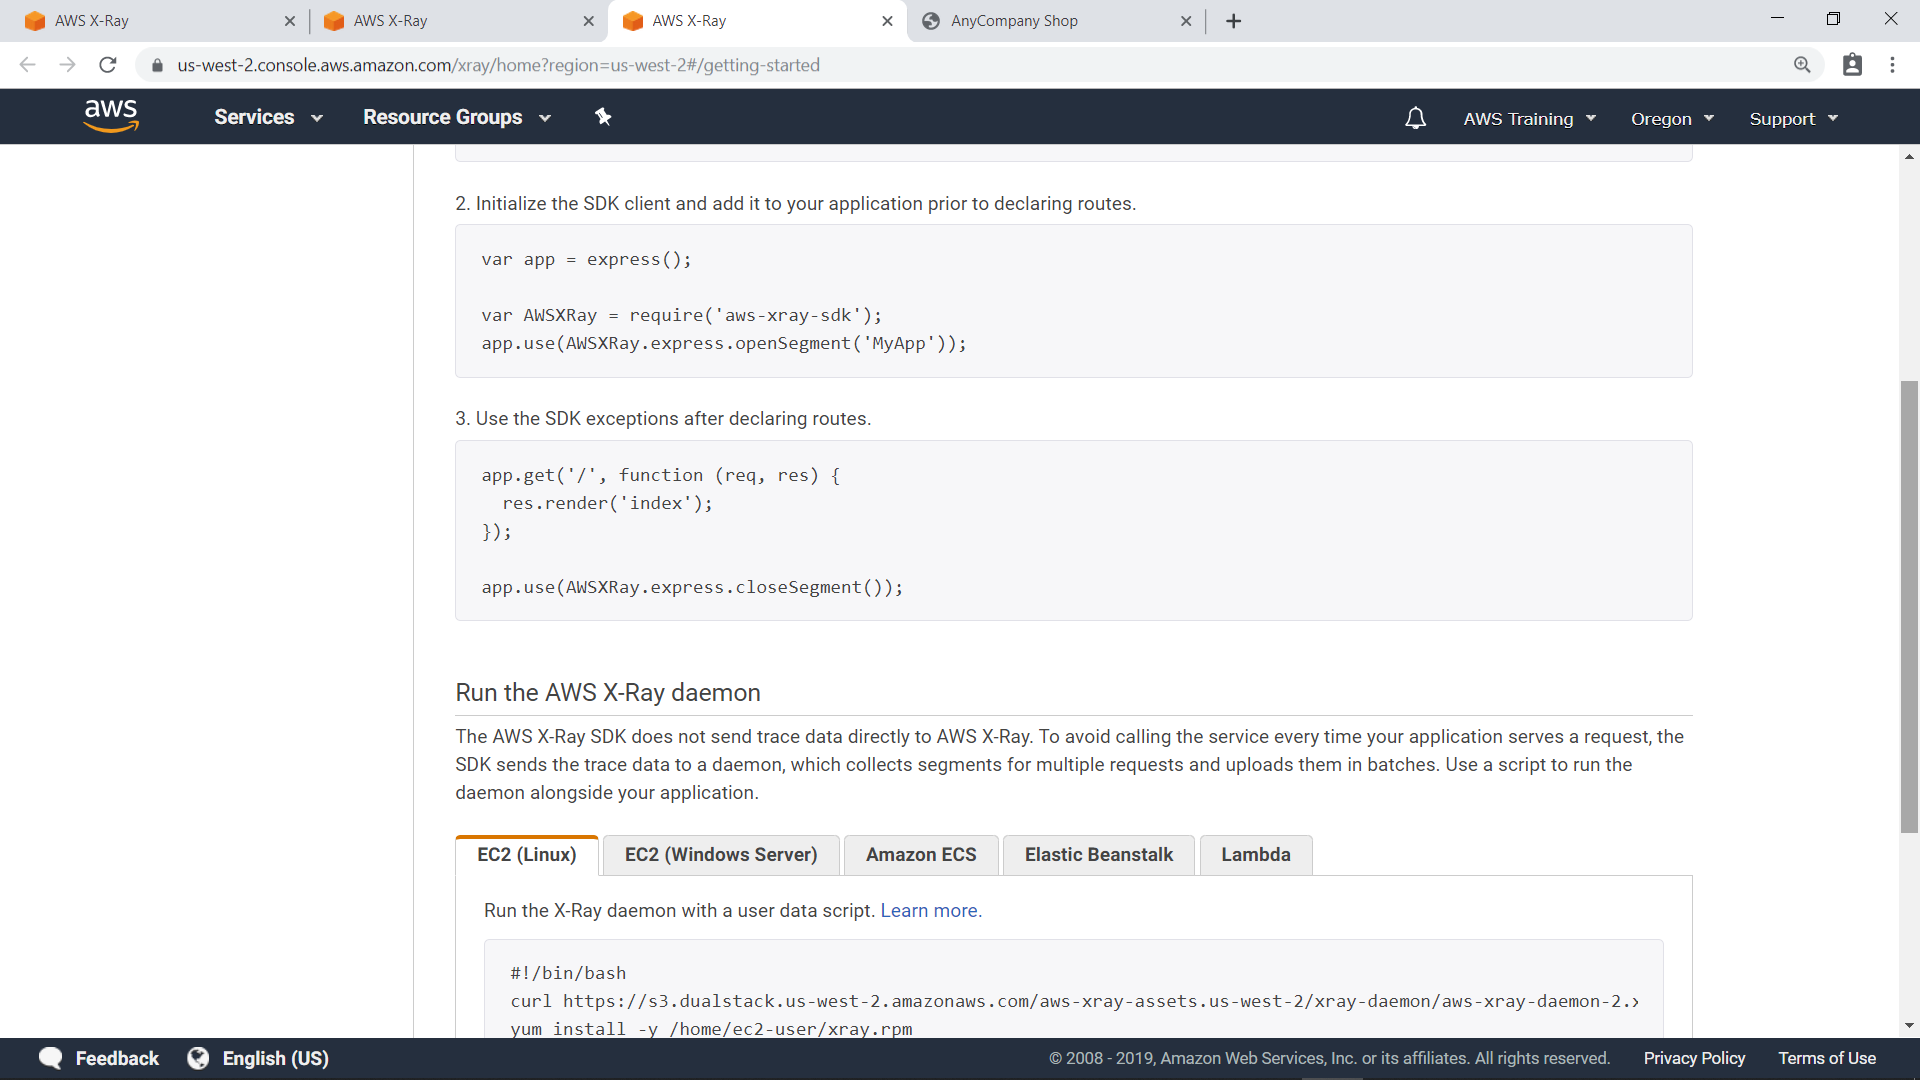 AWS X-Ray
AWS X-Ray
AWS X-Ray
AnyCompany Shop
us-west-2.console.aws.amazon.com/xray/home?region=us-west-2#/getting-started
aws
Services
Resource Groups
AWS Training
Oregon
Support
2. Initialize the SDK client and add it to your application prior to declaring routes.
var app = express();
var AWSXRay = require('aws-xray-sdk');
app.use(AWSXRay.express.openSegment('MyApp'));
3. Use the SDK exceptions after declaring routes.
app.get('/', function (req, res) {
  res.render('index');
});
app.use(AWSXRay.express.closeSegment());
Run the AWS X-Ray daemon
The AWS X-Ray SDK does not send trace data directly to AWS X-Ray. To avoid calling the service every time your application serves a request, the
SDK sends the trace data to a daemon, which collects segments for multiple requests and uploads them in batches. Use a script to run the
daemon alongside your application.
EC2 (Linux)
EC2 (Windows Server)
Amazon ECS
Elastic Beanstalk
Lambda
Run the X-Ray daemon with a user data script. Learn more.
#!/bin/bash
curl https://s3.dualstack.us-west-2.amazonaws.com/aws-xray-assets.us-west-2/xray-daemon/aws-xray-daemon-2.
yum install -y /home/ec2-user/xray.rpm
Feedback
English (US)
© 2008 - 2019, Amazon Web Services, Inc. or its affiliates. All rights reserved.
Privacy Policy
Terms of Use